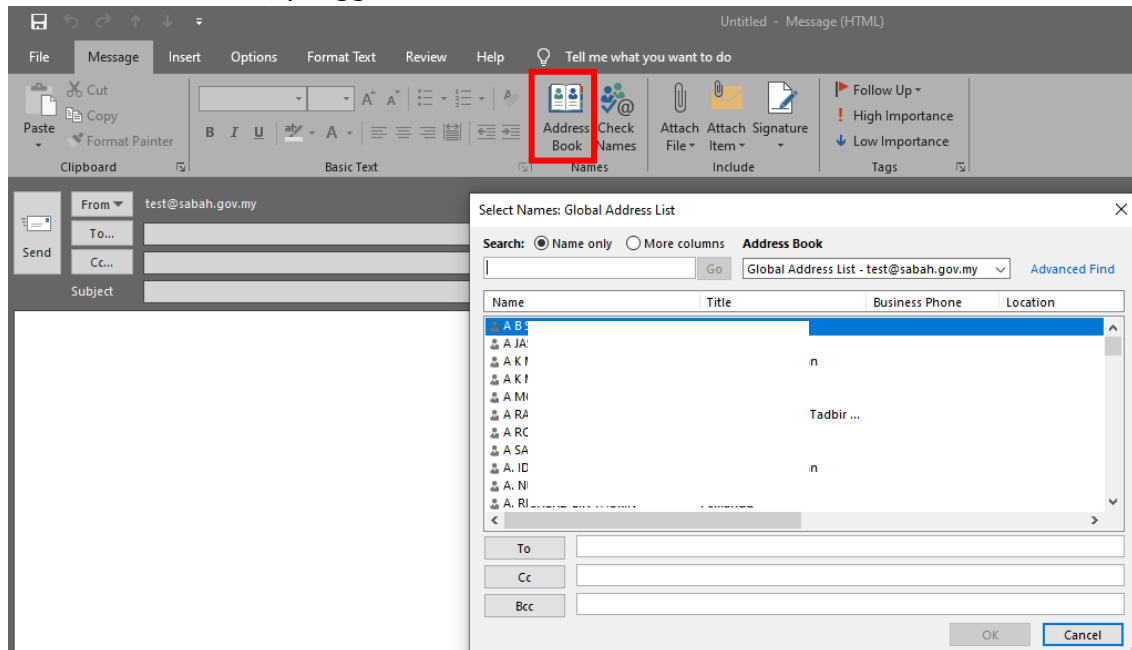 Untitled - Message (HTML)
File Message Insert Options Format Text Review Help Tell me what you want to do
Cut
Copy
Format Painter
Paste
Clipboard
B I U
Basic Text
Address Book
Check Names
Names
Attach File
Attach Item
Signature
Include
Follow Up
High Importance
Low Importance
Tags
Send
From test@sabah.gov.my
To...
Cc...
Subject
Select Names: Global Address List
Search: Name only More columns Address Book
Go Global Address List - test@sabah.gov.my Advanced Find
Name Title Business Phone Location
A B
A JA
A K
A K
A M
A RA Tadbir ...
A RO
A SA
A. ID
A. N
A. RI
To
Cc
Bcc
OK Cancel